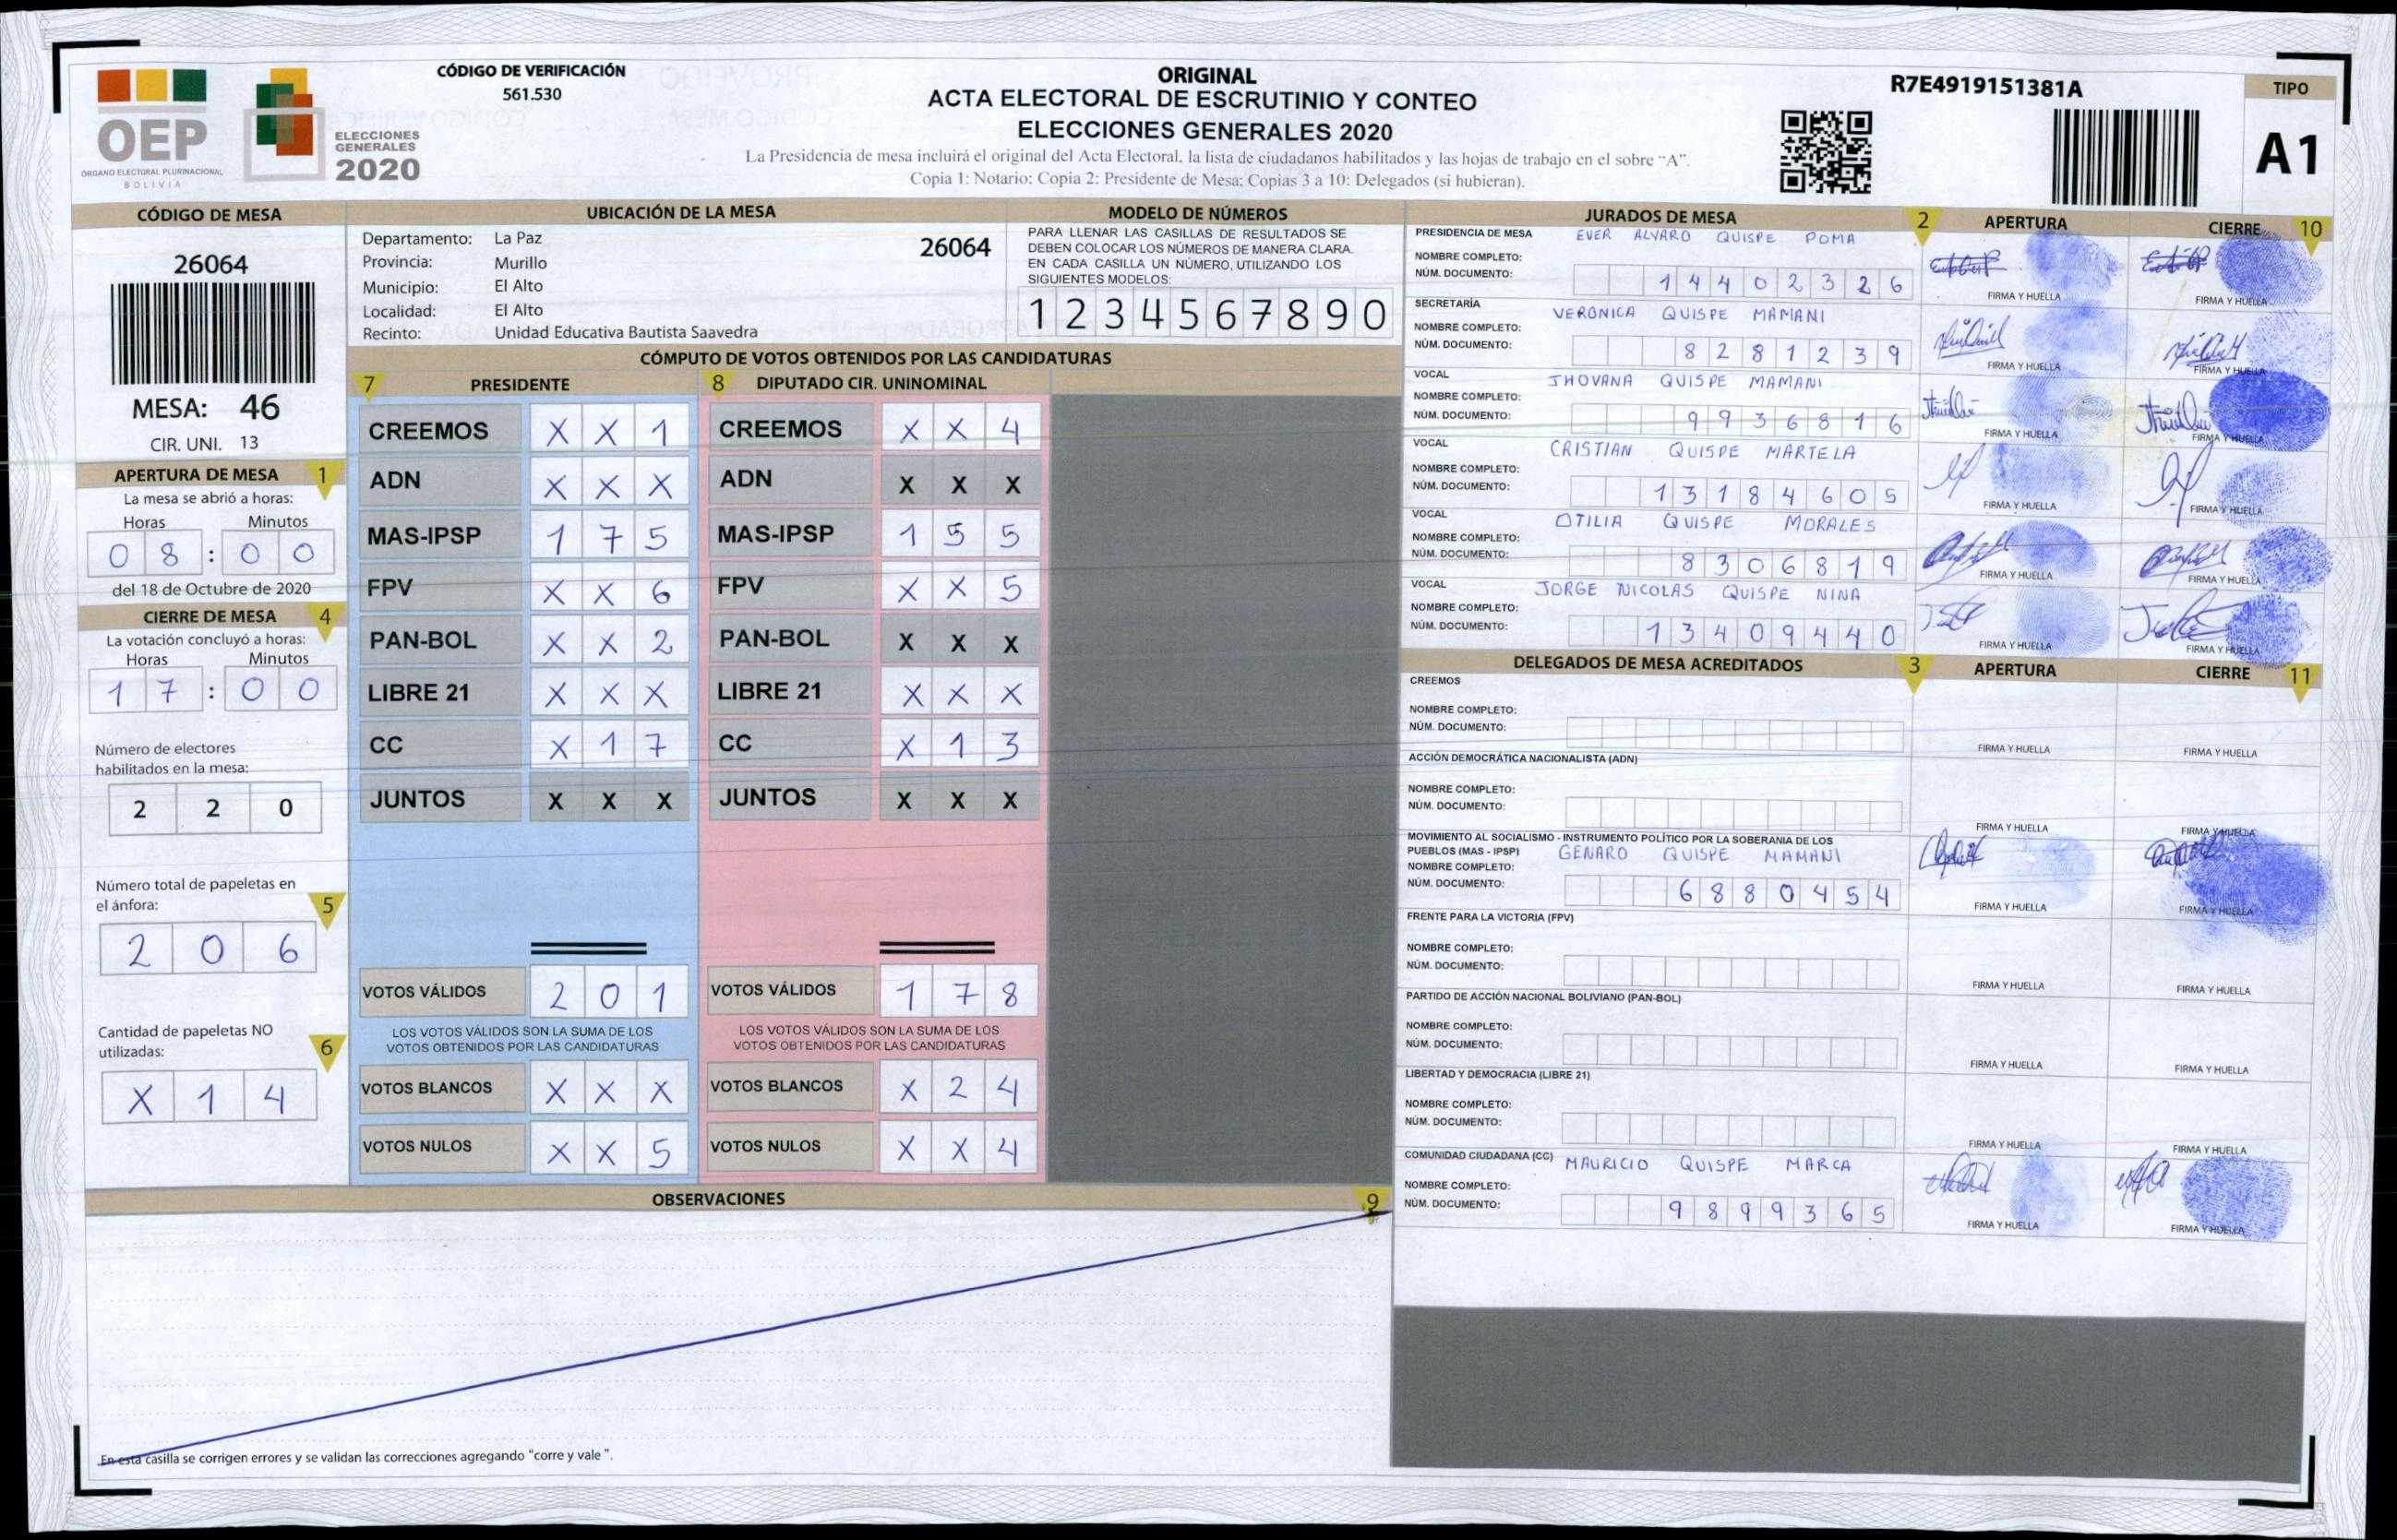 CÓDIGO DE VERIFICACIÓN
561.530
OEP
ÓRGANO ELECTORAL PLURINACIONAL
BOLIVIA
ELECCIONES
GENERALES
2020
ORIGINAL
ACTA ELECTORAL DE ESCRUTINIO Y CONTEO
ELECCIONES GENERALES 2020
La Presidencia de mesa incluirá el original del Acta Electoral, la lista de ciudadanos habilitados y las hojas de trabajo en el sobre "A".
Copia 1: Notario; Copia 2: Presidente de Mesa; Copias 3 a 10: Delegados (si hubieran).
R7E4919151381A
TIPO
A1
CÓDIGO DE MESA
26064
MESA: 46
CIR. UNI. 13
APERTURA DE MESA 1
La mesa se abrió a horas:
Horas Minutos
0 8 : 0 0
del 18 de Octubre de 2020
CIERRE DE MESA 4
La votación concluyó a horas:
Horas Minutos
1 7 : 0 0
Número de electores
habilitados en la mesa:
2 2 0
Número total de papeletas en
el ánfora: 5
2 0 6
Cantidad de papeletas NO
utilizadas: 6
X 1 4
UBICACIÓN DE LA MESA
Departamento: La Paz
26064
Provincia: Murillo
Municipio: El Alto
Localidad: El Alto
Recinto: Unidad Educativa Bautista Saavedra
MODELO DE NÚMEROS
PARA LLENAR LAS CASILLAS DE RESULTADOS SE
DEBEN COLOCAR LOS NÚMEROS DE MANERA CLARA.
EN CADA CASILLA UN NÚMERO, UTILIZANDO LOS
SIGUIENTES MODELOS:
1 2 3 4 5 6 7 8 9 0
CÓMPUTO DE VOTOS OBTENIDOS POR LAS CANDIDATURAS
7 PRESIDENTE 8 DIPUTADO CIR. UNINOMINAL
CREEMOS X X 1 CREEMOS X X 4
ADN X X X ADN X X X
MAS-IPSP 1 7 5 MAS-IPSP 1 5 5
FPV X X 6 FPV X X 5
PAN-BOL X X 2 PAN-BOL X X X
LIBRE 21 X X X LIBRE 21 X X X
CC X 1 7 CC X 1 3
JUNTOS X X X JUNTOS X X X
VOTOS VÁLIDOS 2 0 1 VOTOS VÁLIDOS 1 7 8
LOS VOTOS VÁLIDOS SON LA SUMA DE LOS LOS VOTOS VÁLIDOS SON LA SUMA DE LOS
VOTOS OBTENIDOS POR LAS CANDIDATURAS VOTOS OBTENIDOS POR LAS CANDIDATURAS
VOTOS BLANCOS X X X VOTOS BLANCOS X 2 4
VOTOS NULOS X X 5 VOTOS NULOS X X 4
OBSERVACIONES 9
En esta casilla se corrigen errores y se validan las correcciones agregando "corre y vale ".
JURADOS DE MESA 2 APERTURA CIERRE 10
PRESIDENCIA DE MESA EVER ALVARO QUISPE POMA
NOMBRE COMPLETO:
NÚM. DOCUMENTO: 1 4 4 0 2 3 2 6
FIRMA Y HUELLA FIRMA Y HUELLA
SECRETARÍA VERONICA QUISPE MAMANI
NOMBRE COMPLETO:
NÚM. DOCUMENTO: 8 2 8 1 2 3 9
FIRMA Y HUELLA FIRMA Y HUELLA
VOCAL JHOVANA QUISPE MAMANI
NOMBRE COMPLETO:
NÚM. DOCUMENTO: 9 9 3 6 8 1 6
FIRMA Y HUELLA FIRMA Y HUELLA
VOCAL CRISTIAN QUISPE MARTELA
NOMBRE COMPLETO:
NÚM. DOCUMENTO: 1 3 1 8 4 6 0 5
FIRMA Y HUELLA FIRMA Y HUELLA
VOCAL OTILIA QUISPE MORALES
NOMBRE COMPLETO:
NÚM. DOCUMENTO: 8 3 0 6 8 1 9
FIRMA Y HUELLA FIRMA Y HUELLA
VOCAL JORGE NICOLAS QUISPE NINA
NOMBRE COMPLETO:
NÚM. DOCUMENTO: 1 3 4 0 9 4 4 0
FIRMA Y HUELLA FIRMA Y HUELLA
DELEGADOS DE MESA ACREDITADOS 3 APERTURA CIERRE 11
CREEMOS
NOMBRE COMPLETO:
NÚM. DOCUMENTO:
FIRMA Y HUELLA FIRMA Y HUELLA
ACCIÓN DEMOCRÁTICA NACIONALISTA (ADN)
NOMBRE COMPLETO:
NÚM. DOCUMENTO:
FIRMA Y HUELLA FIRMA Y HUELLA
MOVIMIENTO AL SOCIALISMO - INSTRUMENTO POLÍTICO POR LA SOBERANIA DE LOS
PUEBLOS (MAS - IPSP) GENARO QUISPE MAMANI
NOMBRE COMPLETO:
NÚM. DOCUMENTO: 6 8 8 0 4 5 4
FIRMA Y HUELLA FIRMA Y HUELLA
FRENTE PARA LA VICTORIA (FPV)
NOMBRE COMPLETO:
NÚM. DOCUMENTO:
FIRMA Y HUELLA FIRMA Y HUELLA
PARTIDO DE ACCIÓN NACIONAL BOLIVIANO (PAN-BOL)
NOMBRE COMPLETO:
NÚM. DOCUMENTO:
FIRMA Y HUELLA FIRMA Y HUELLA
LIBERTAD Y DEMOCRACIA (LIBRE 21)
NOMBRE COMPLETO:
NÚM. DOCUMENTO:
FIRMA Y HUELLA FIRMA Y HUELLA
COMUNIDAD CIUDADANA (CC) MAURICIO QUISPE MARCA
NOMBRE COMPLETO:
NÚM. DOCUMENTO: 9 8 9 9 3 6 5
FIRMA Y HUELLA FIRMA Y HUELLA